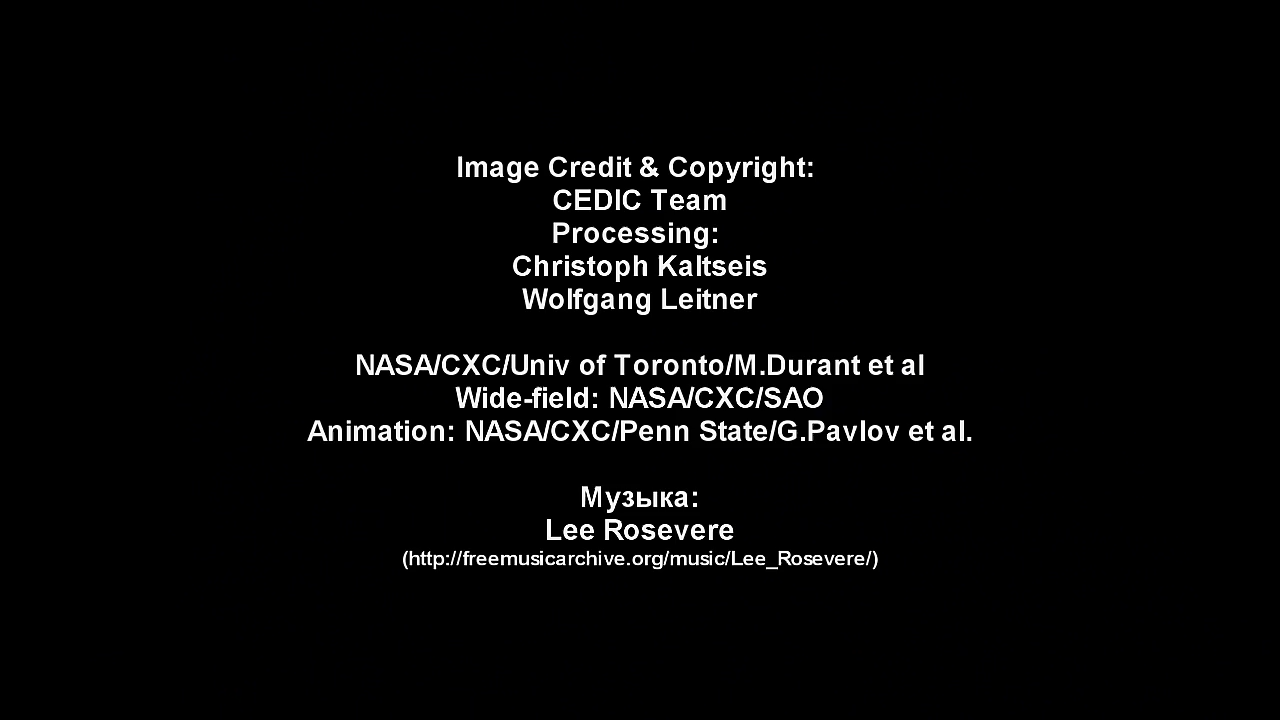 Image Credit & Copyright:
CEDIC Team
Processing:
Christoph Kaltseis
Wolfgang Leitner
NASA/CXC/Univ of Toronto/M.Durant et al
Wide-field: NASA/CXC/SAO
Animation: NASA/CXC/Penn State/G.Pavlov et al.
Музыка:
Lee Rosevere
(http://freemusicarchive.org/music/Lee_Rosevere/)